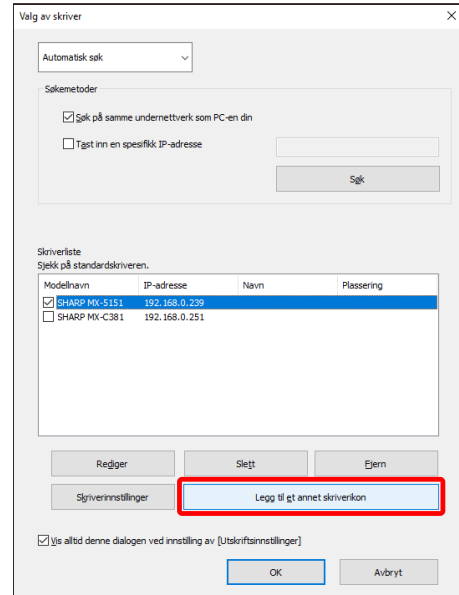 Valg av skriver
Automatisk søk
Søkemetoder
Søk på samme undernettverk som PC-en din
Tast inn en spesifikk IP-adresse
Søk
Skriverliste
Sjekk på standardskriveren.
Modellnavn IP-adresse Navn Plassering
SHARP MX-5151 192.168.0.239
SHARP MX-C381 192.168.0.251
Rediger Slett Fjern
Skriverinnstillinger Legg til et annet skriverikon
Vis alltid denne dialogen ved innstilling av [Utskriftsinnstillinger]
OK Avbryt